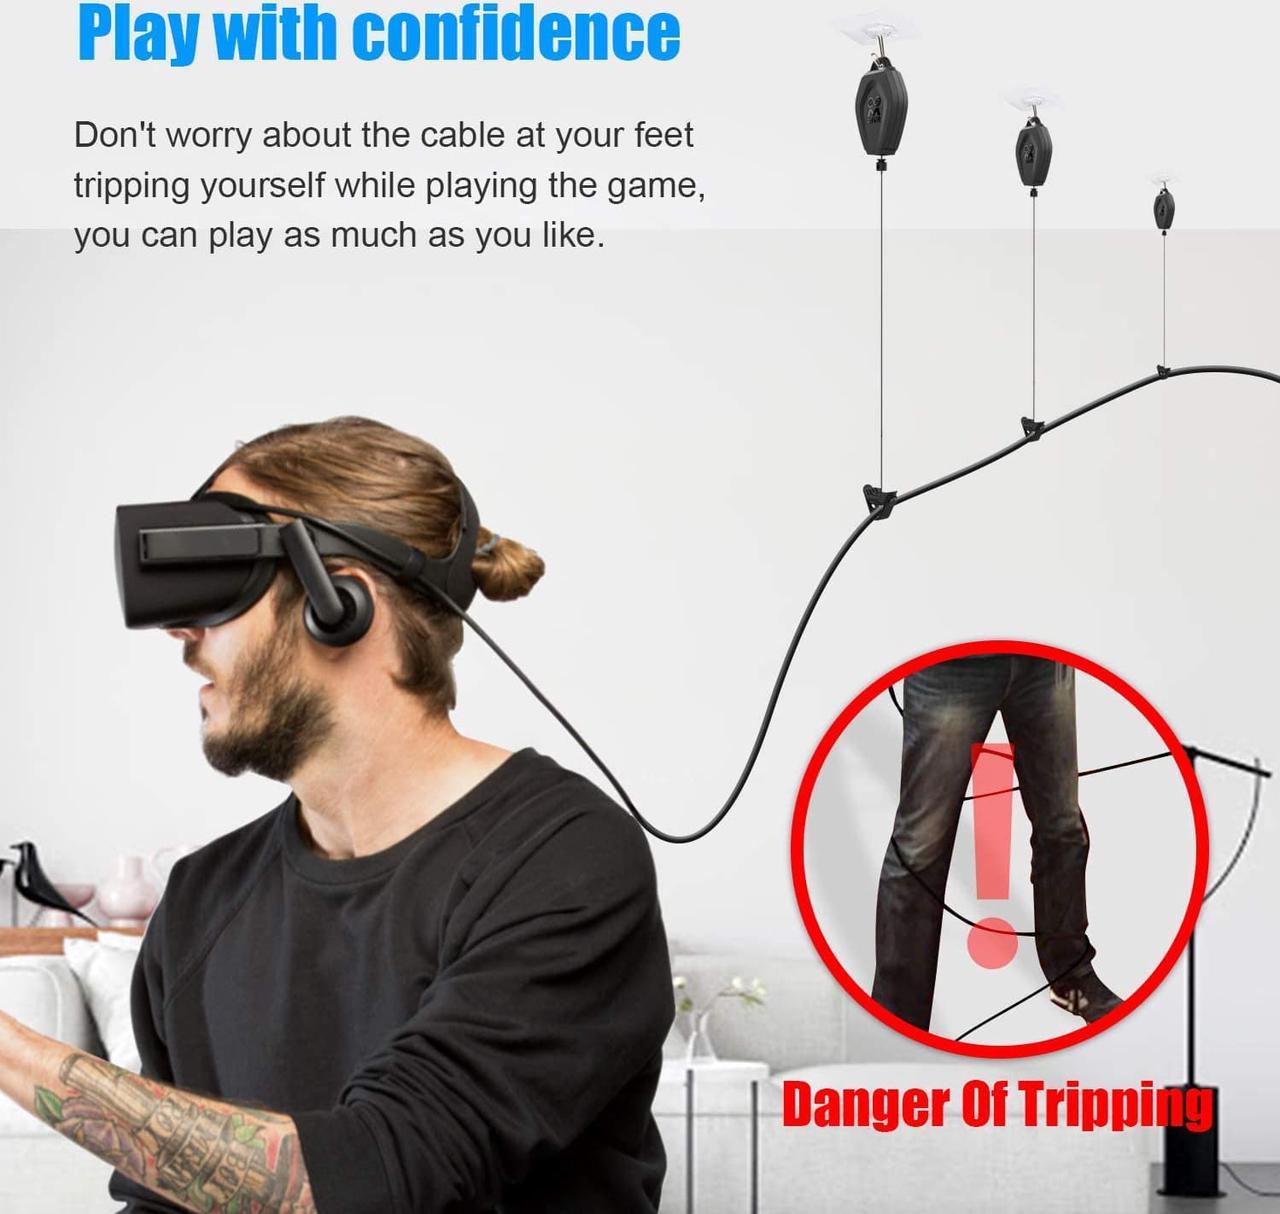 Play with confidence
Don't worry about the cable at your feet
tripping yourself while playing the game,
you can play as much as you like.
Danger Of Tripping